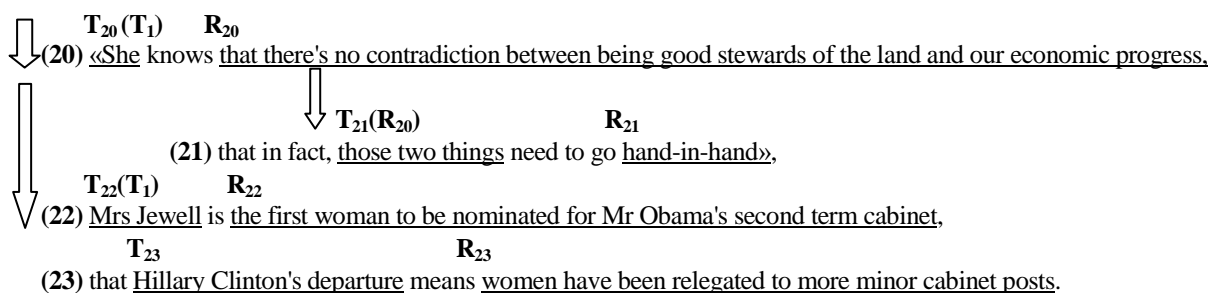 T20 (T1) R20
(20) «She knows that there's no contradiction between being good stewards of the land and our economic progress,
T21(R20) R21
(21) that in fact, those two things need to go hand-in-hand»,
T22(T1) R22
(22) Mrs Jewell is the first woman to be nominated for Mr Obama's second term cabinet,
T23 R23
(23) that Hillary Clinton's departure means women have been relegated to more minor cabinet posts.